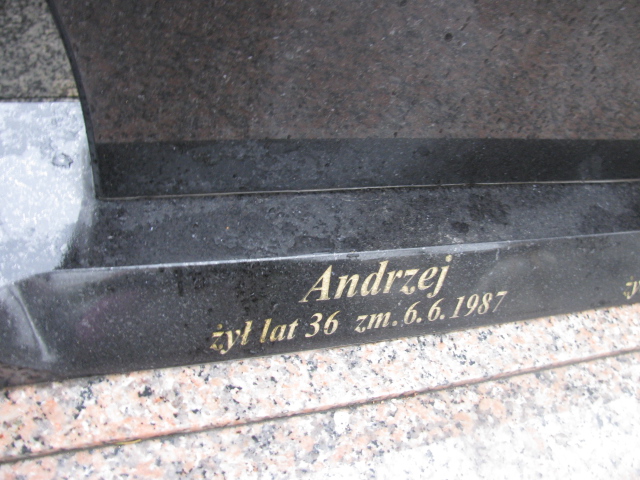 Andrzej
żył lat 36 zm. 6.6.1987